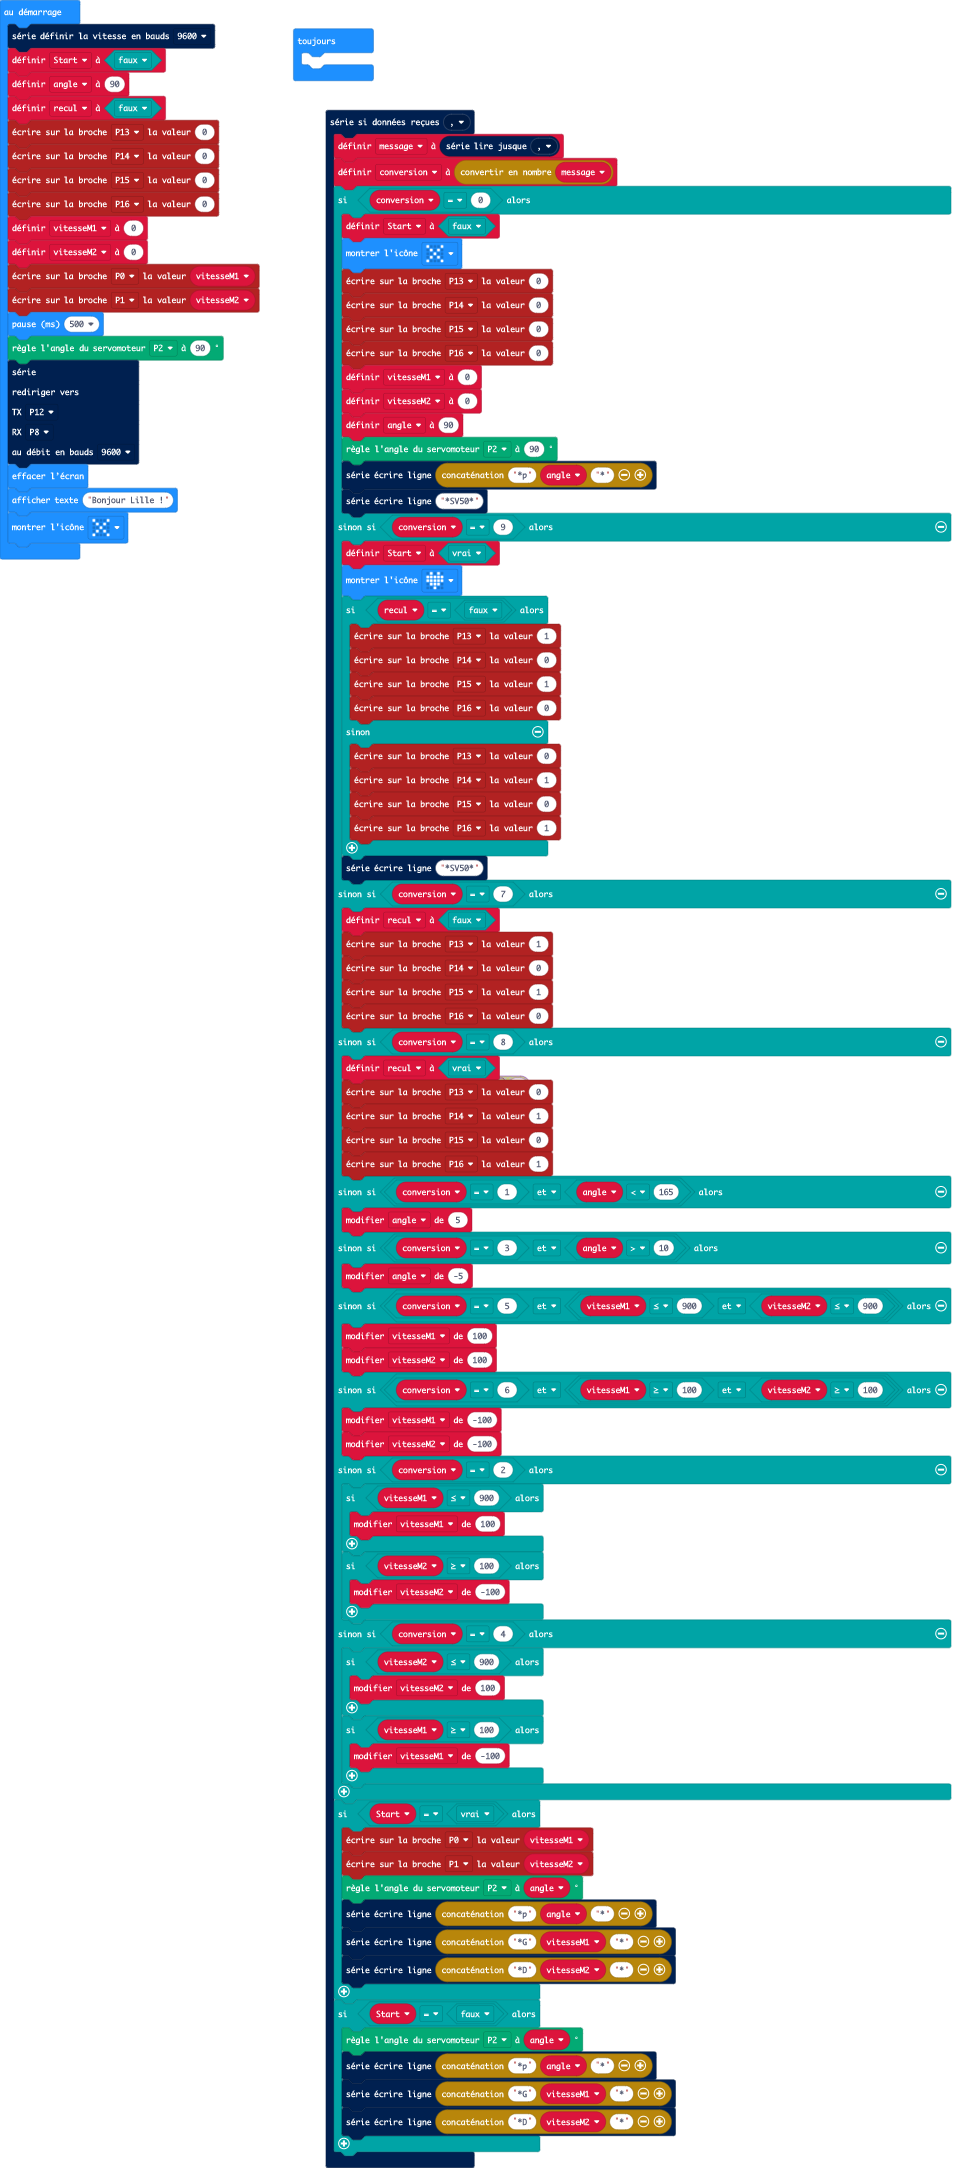 au démarrage
série définir la vitesse en bauds 9600
définir Start à faux
définir angle à 90
définir recul à faux
écrire sur la broche P13 la valeur 0
écrire sur la broche P14 la valeur 0
écrire sur la broche P15 la valeur 0
écrire sur la broche P16 la valeur 0
définir vitesseM1 à 0
définir vitesseM2 à 0
écrire sur la broche P0 la valeur vitesseM1
écrire sur la broche P1 la valeur vitesseM2
pause (ms) 500
règle l'angle du servomoteur P2 à 90 °
série
rediriger vers
TX P12
RX P8
au débit en bauds 9600
effacer l'écran
afficher texte "Bonjour Lille !"
montrer l'icône
toujours
série si données reçues ,
définir message à série lire jusque ,
définir conversion à convertir en nombre message
si conversion = 0 alors
définir Start à faux
montrer l'icône
écrire sur la broche P13 la valeur 0
écrire sur la broche P14 la valeur 0
écrire sur la broche P15 la valeur 0
écrire sur la broche P16 la valeur 0
définir vitesseM1 à 0
définir vitesseM2 à 0
définir angle à 90
règle l'angle du servomoteur P2 à 90 °
série écrire ligne concaténation "*p" angle "*"
série écrire ligne "*SV50*"
sinon si conversion = 9 alors
définir Start à vrai
montrer l'icône
si recul = faux alors
écrire sur la broche P13 la valeur 1
écrire sur la broche P14 la valeur 0
écrire sur la broche P15 la valeur 1
écrire sur la broche P16 la valeur 0
sinon
écrire sur la broche P13 la valeur 0
écrire sur la broche P14 la valeur 1
écrire sur la broche P15 la valeur 0
écrire sur la broche P16 la valeur 1
série écrire ligne "*SV50*"
sinon si conversion = 7 alors
définir recul à faux
écrire sur la broche P13 la valeur 1
écrire sur la broche P14 la valeur 0
écrire sur la broche P15 la valeur 1
écrire sur la broche P16 la valeur 0
sinon si conversion = 8 alors
définir recul à vrai
écrire sur la broche P13 la valeur 0
écrire sur la broche P14 la valeur 1
écrire sur la broche P15 la valeur 0
écrire sur la broche P16 la valeur 1
sinon si conversion = 1 et angle < 165 alors
modifier angle de 5
sinon si conversion = 3 et angle > 10 alors
modifier angle de -5
sinon si conversion = 5 et vitesseM1 ≤ 900 et vitesseM2 ≤ 900 alors
modifier vitesseM1 de 100
modifier vitesseM2 de 100
sinon si conversion = 6 et vitesseM1 ≥ 100 et vitesseM2 ≥ 100 alors
modifier vitesseM1 de -100
modifier vitesseM2 de -100
sinon si conversion = 2 alors
si vitesseM1 ≤ 900 alors
modifier vitesseM1 de 100
si vitesseM2 ≥ 100 alors
modifier vitesseM2 de -100
sinon si conversion = 4 alors
si vitesseM2 ≤ 900 alors
modifier vitesseM2 de 100
si vitesseM1 ≥ 100 alors
modifier vitesseM1 de -100
si Start = vrai alors
écrire sur la broche P0 la valeur vitesseM1
écrire sur la broche P1 la valeur vitesseM2
règle l'angle du servomoteur P2 à angle °
série écrire ligne concaténation "*p" angle "*"
série écrire ligne concaténation "*G" vitesseM1 "*"
série écrire ligne concaténation "*D" vitesseM2 "*"
si Start = faux alors
règle l'angle du servomoteur P2 à angle °
série écrire ligne concaténation "*p" angle "*"
série écrire ligne concaténation "*G" vitesseM1 "*"
série écrire ligne concaténation "*D" vitesseM2 "*"